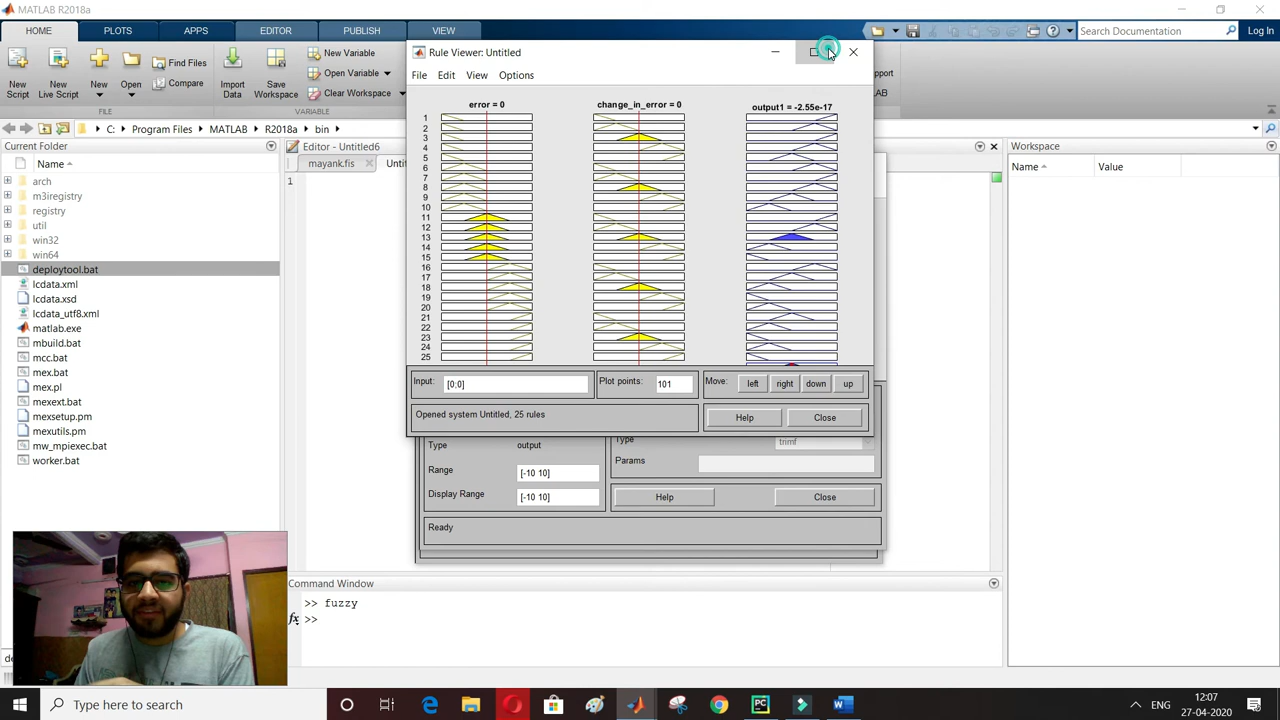 MATLAB R2018a
HOME PLOTS APPS EDITOR PUBLISH VIEW
Search Documentation Log In
New Script
New Live Script
New
Open
Find Files
Compare
Import Data
Save Workspace
New Variable
Open Variable
Clear Workspace
FILE
VARIABLE
C: Program Files MATLAB R2018a bin
Current Folder
Name
arch
m3iregistry
registry
util
win32
win64
deploytool.bat
lcdata.xml
lcdata.xsd
lcdata_utf8.xml
matlab.exe
mbuild.bat
mcc.bat
mex.bat
mex.pl
mexext.bat
mexsetup.pm
mexutils.pm
mw_mpiexec.bat
worker.bat
Editor - Untitled6
mayank.fis
1
Rule Viewer: Untitled
File Edit View Options
error = 0 change_in_error = 0 output1 = -2.55e-17
1
2
3
4
5
6
7
8
9
10
11
12
13
14
15
16
17
18
19
20
21
22
23
24
25
Input: [0;0] Plot points: 101 Move: left right down up
Opened system Untitled, 25 rules
Help Close
Type output
Range [-10 10]
Display Range [-10 10]
Type trimf
Params
Help Close
Ready
Command Window
>> fuzzy
fx >>
Workspace
Name Value
Type here to search
ENG
12:07
27-04-2020